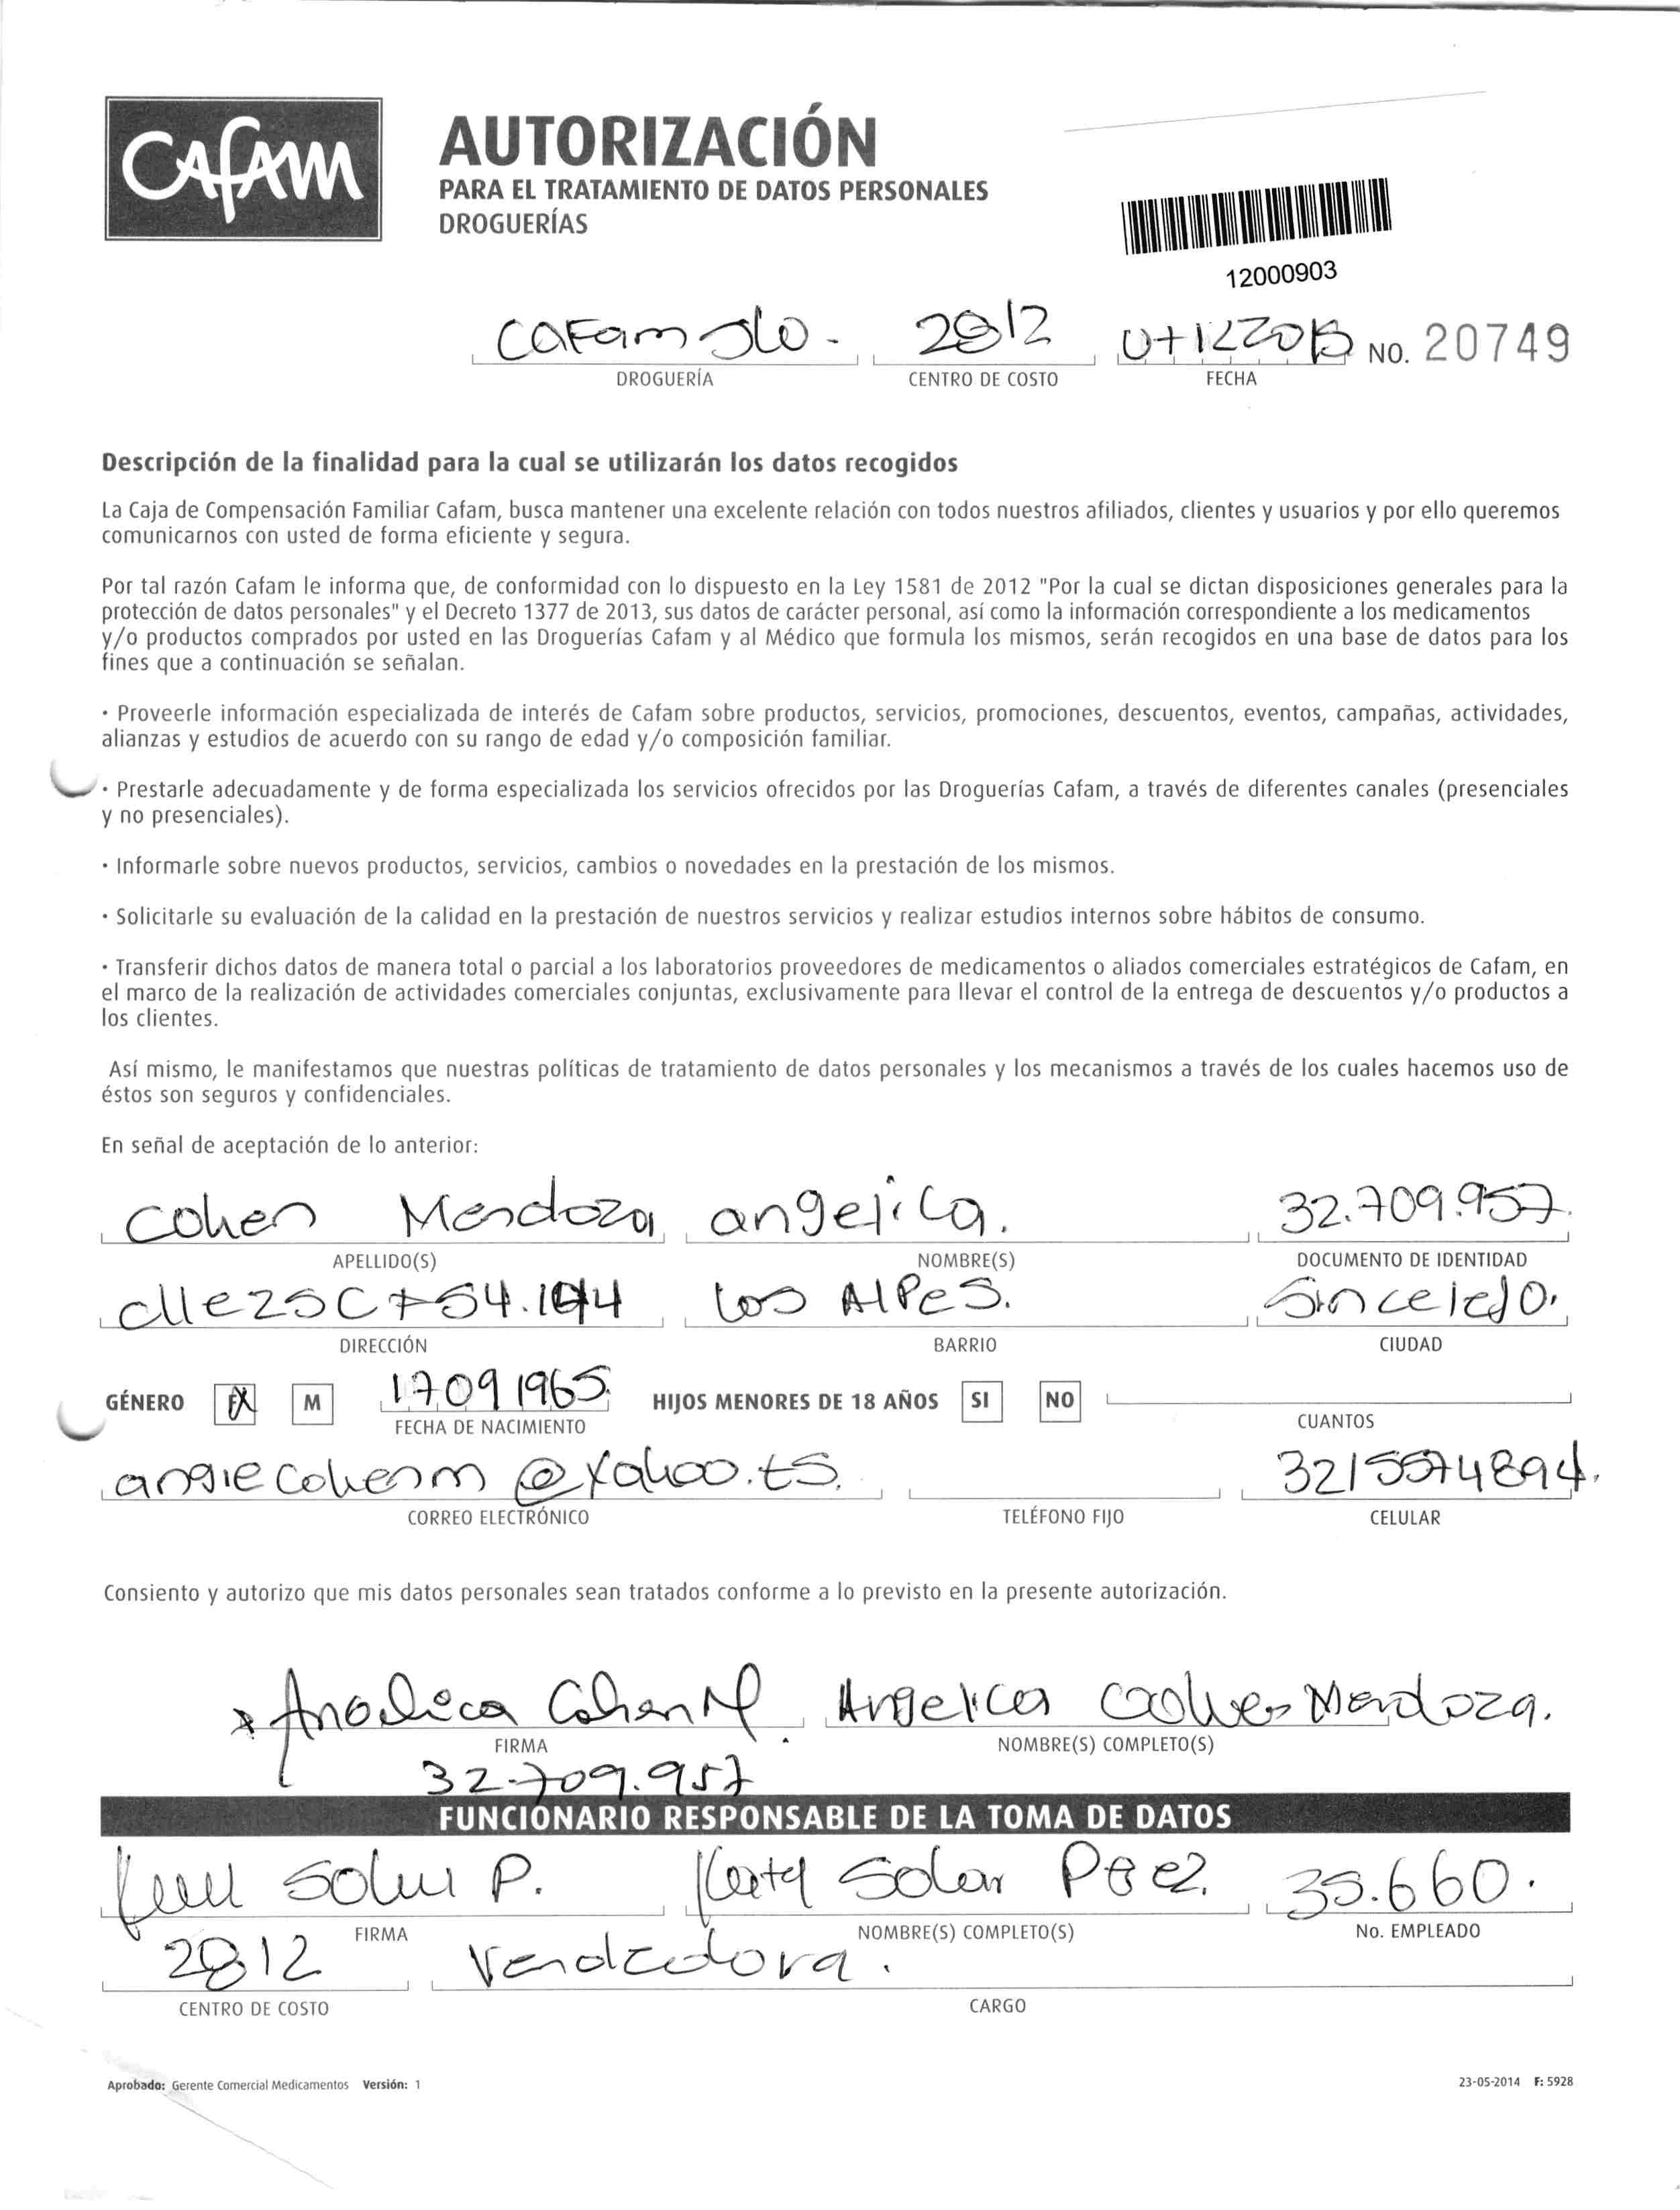 CAFAM
AUTORIZACIÓN
PARA EL TRATAMIENTO DE DATOS PERSONALES
DROGUERÍAS
12000903
CaFam 2812 NO. 20749
DROGUERÍA CENTRO DE COSTO FECHA
Descripción de la finalidad para la cual se utilizarán los datos recogidos
La Caja de Compensación Familiar Cafam, busca mantener una excelente relación con todos nuestros afiliados, clientes y usuarios y por ello queremos
comunicarnos con usted de forma eficiente y segura.
Por tal razón Cafam le informa que, de conformidad con lo dispuesto en la Ley 1581 de 2012 "Por la cual se dictan disposiciones generales para la
protección de datos personales" y el Decreto 1377 de 2013, sus datos de carácter personal, así como la información correspondiente a los medicamentos
y/o productos comprados por usted en las Droguerías Cafam y al Médico que formula los mismos, serán recogidos en una base de datos para los
fines que a continuación se señalan.
· Proveerle información especializada de interés de Cafam sobre productos, servicios, promociones, descuentos, eventos, campañas, actividades,
alianzas y estudios de acuerdo con su rango de edad y/o composición familiar.
· Prestarle adecuadamente y de forma especializada los servicios ofrecidos por las Droguerías Cafam, a través de diferentes canales (presenciales
y no presenciales).
· Informarle sobre nuevos productos, servicios, cambios o novedades en la prestación de los mismos.
· Solicitarle su evaluación de la calidad en la prestación de nuestros servicios y realizar estudios internos sobre hábitos de consumo.
· Transferir dichos datos de manera total o parcial a los laboratorios proveedores de medicamentos o aliados comerciales estratégicos de Cafam, en
el marco de la realización de actividades comerciales conjuntas, exclusivamente para llevar el control de la entrega de descuentos y/o productos a
los clientes.
Así mismo, le manifestamos que nuestras políticas de tratamiento de datos personales y los mecanismos a través de los cuales hacemos uso de
éstos son seguros y confidenciales.
En señal de aceptación de lo anterior:
Cohen Mendoza angelica. 32.709.957.
APELLIDO(S) NOMBRE(S) DOCUMENTO DE IDENTIDAD
Los AlPes. Sincelejo.
DIRECCIÓN BARRIO CIUDAD
GÉNERO F M 17091965 HIJOS MENORES DE 18 AÑOS SI NO
FECHA DE NACIMIENTO CUANTOS
angiecohenm@Yahoo.es. 3215574894.
CORREO ELECTRÓNICO TELÉFONO FIJO CELULAR
Consiento y autorizo que mis datos personales sean tratados conforme a lo previsto en la presente autorización.
x Angelica Cohen M. Angelica Cohen Mendoza.
FIRMA NOMBRE(S) COMPLETO(S)
32.709.957
FUNCIONARIO RESPONSABLE DE LA TOMA DE DATOS
Solar P. Katy Solar Paez. 35.660.
FIRMA NOMBRE(S) COMPLETO(S) No. EMPLEADO
2812 Vendedora.
CENTRO DE COSTO CARGO
Aprobado: Gerente Comercial Medicamentos Versión: 1 23-05-2014 F: 5928